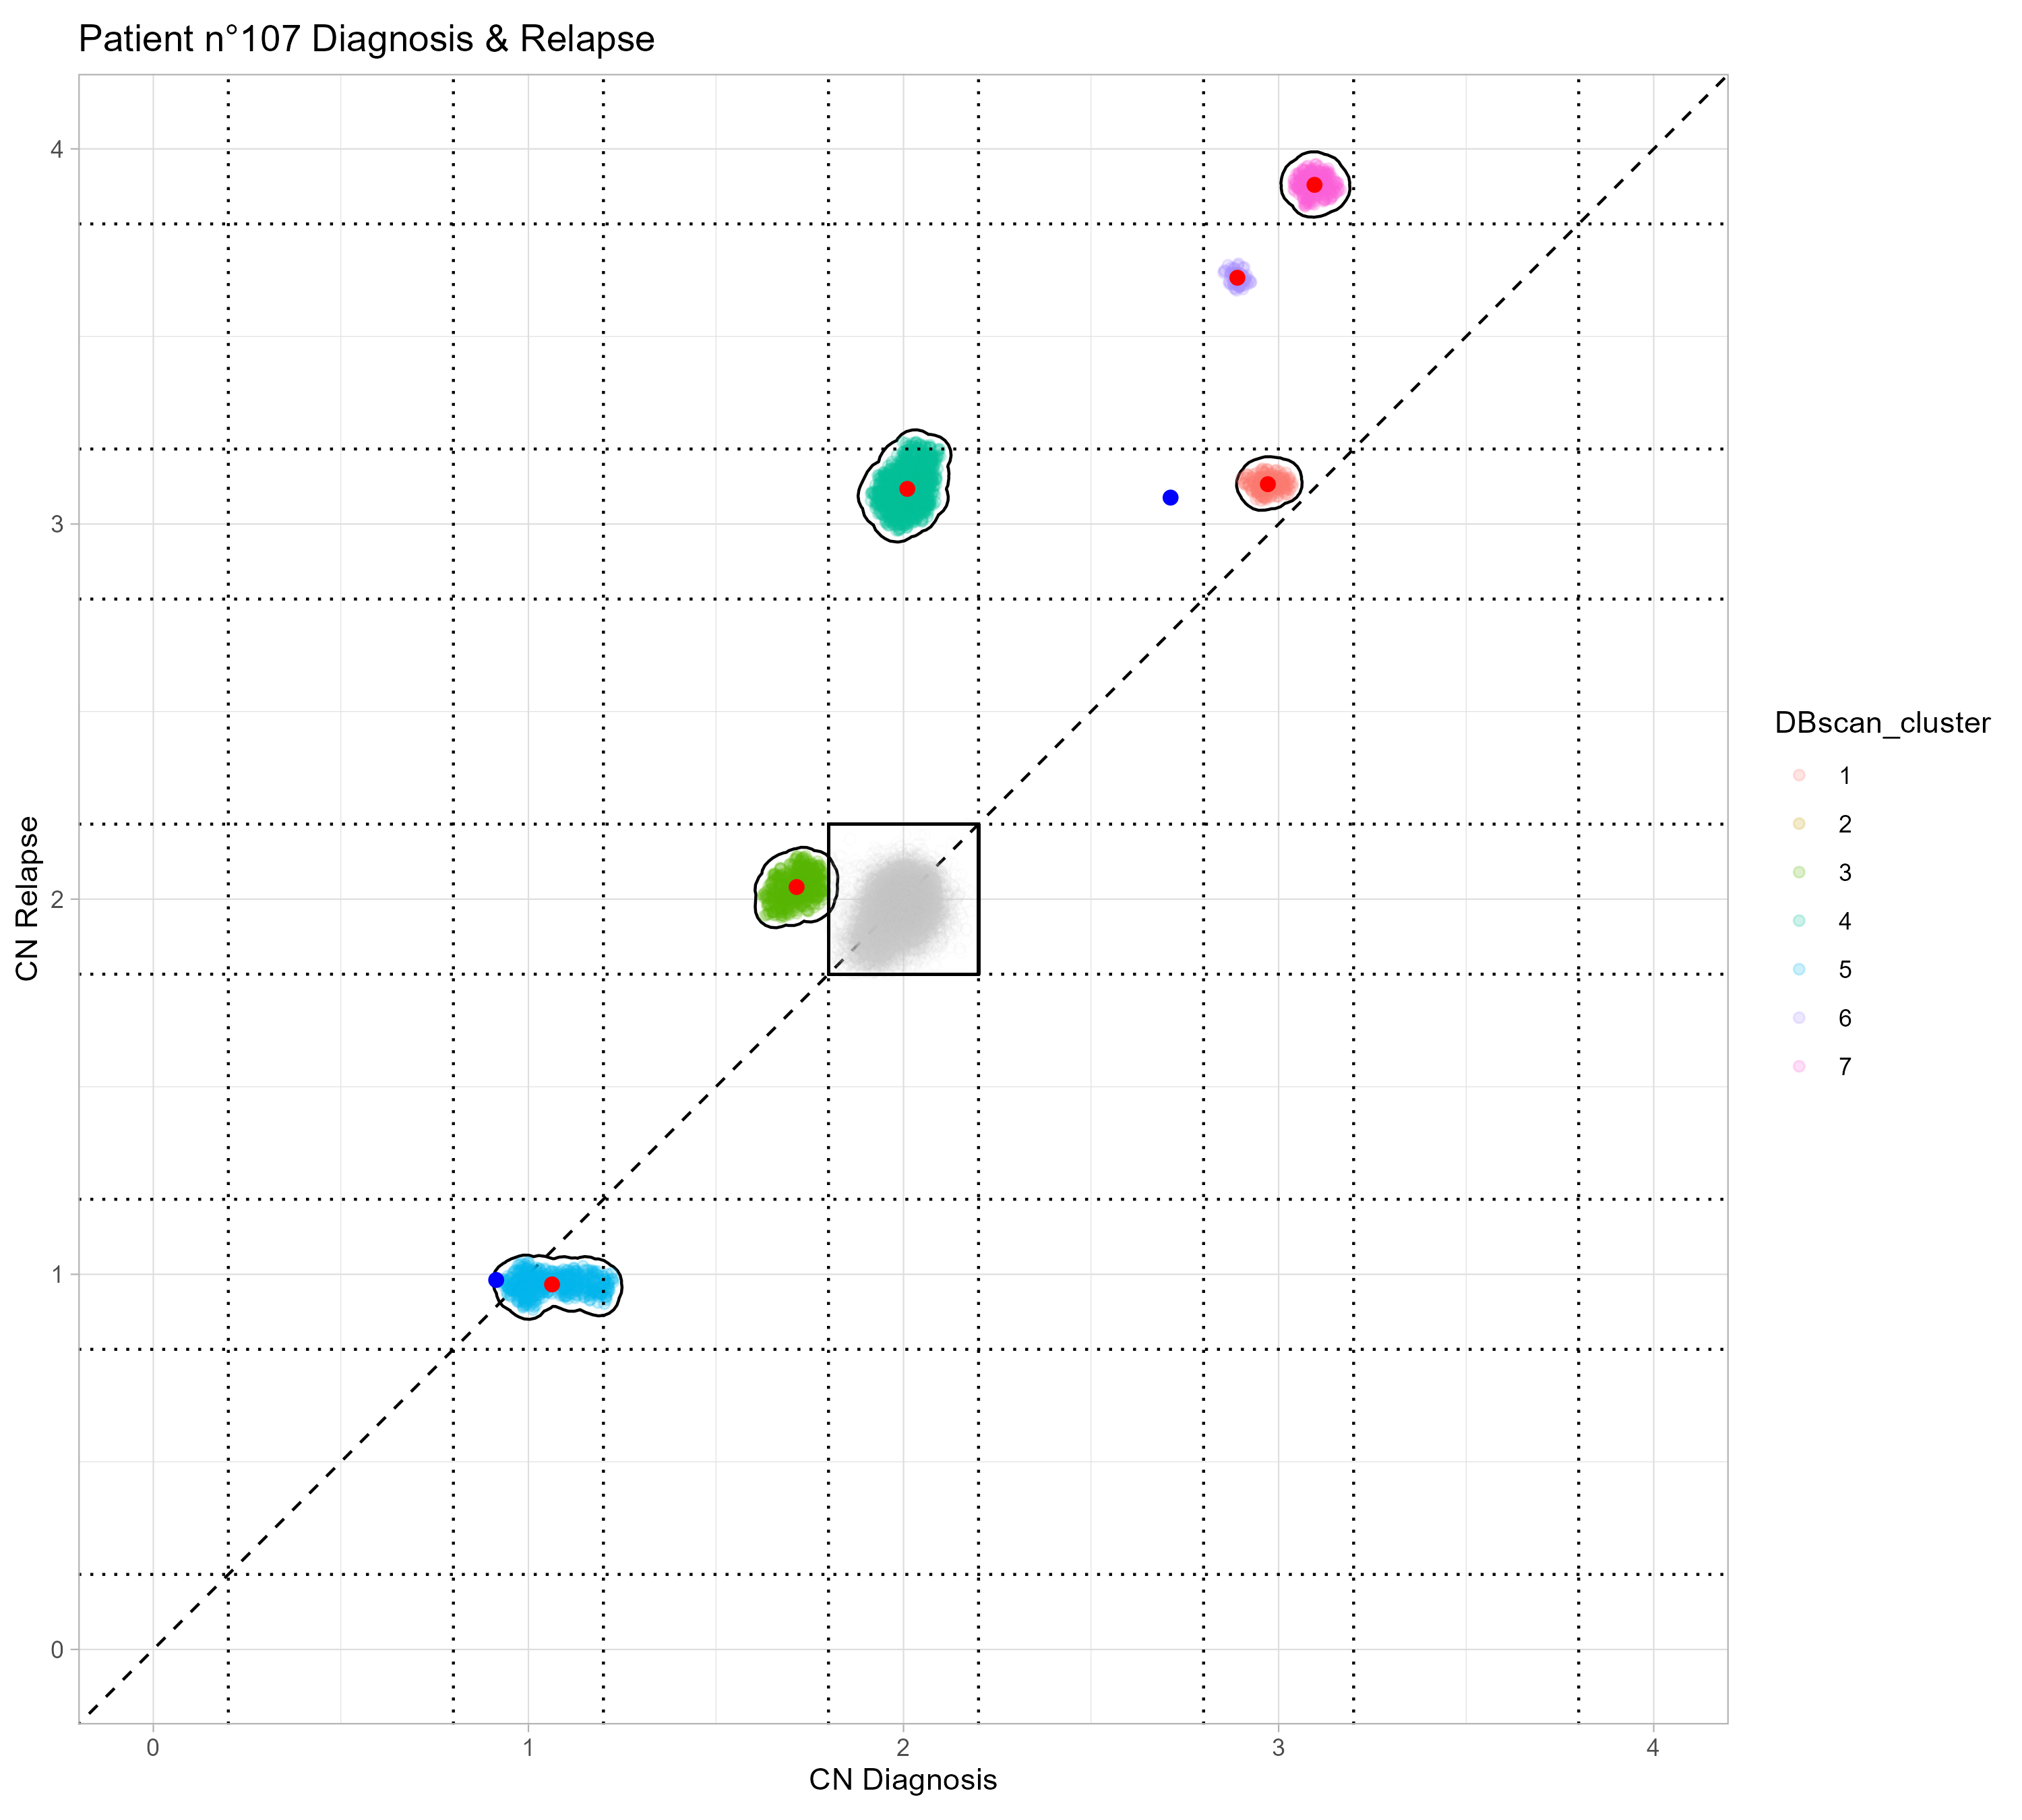 Patient n°107 Diagnosis & Relapse
4
3
2
1
0
CN Relapse
0 1 2 3 4
CN Diagnosis
DBscan_cluster
1
2
3
4
5
6
7